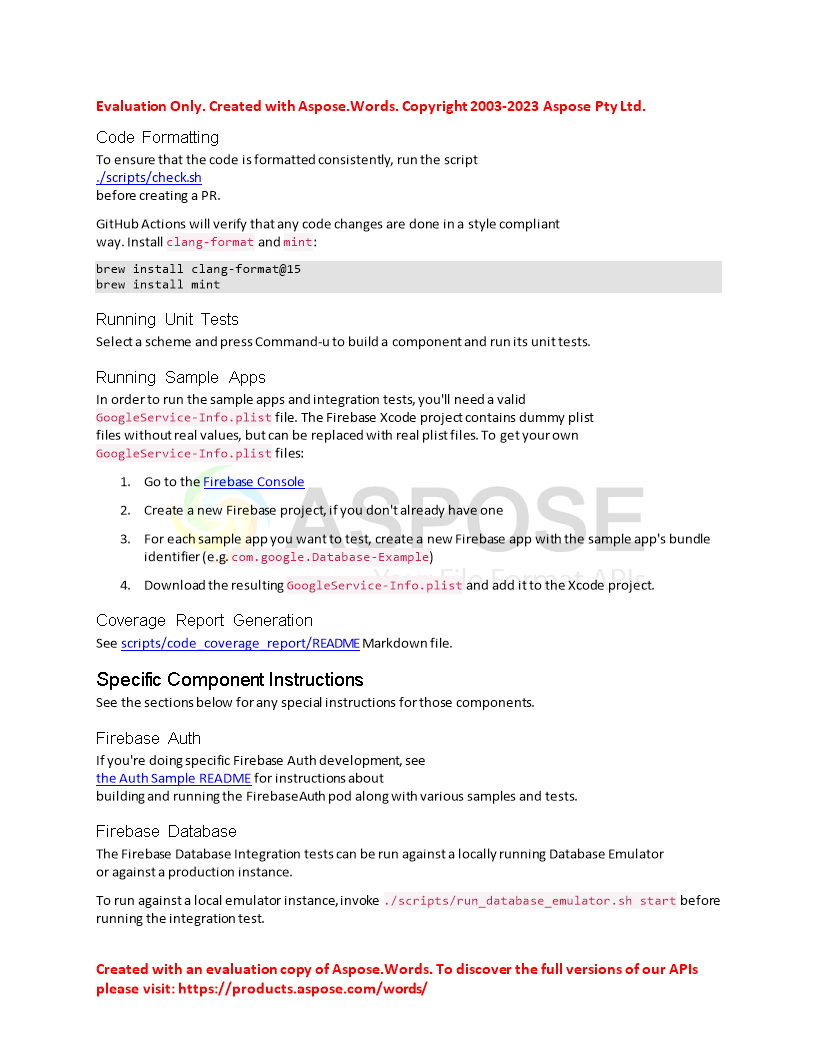 Evaluation Only. Created with Aspose.Words. Copyright 2003-2023 Aspose Pty Ltd.
Code Formatting
To ensure that the code is formatted consistently, run the script
./scripts/check.sh
before creating a PR.
GitHub Actions will verify that any code changes are done in a style compliant
way. Install clang-format and mint:
brew install clang-format@15
brew install mint
Running Unit Tests
Select a scheme and press Command-u to build a component and run its unit tests.
Running Sample Apps
In order to run the sample apps and integration tests, you'll need a valid
GoogleService-Info.plist file. The Firebase Xcode project contains dummy plist
files without real values, but can be replaced with real plist files. To get your own
GoogleService-Info.plist files:
1. Go to the Firebase Console
2. Create a new Firebase project, if you don't already have one
3. For each sample app you want to test, create a new Firebase app with the sample app's bundle
identifier (e.g. com.google.Database-Example)
4. Download the resulting GoogleService-Info.plist and add it to the Xcode project.
ASPOSE
Your File Format APIs
Coverage Report Generation
See scripts/code_coverage_report/README Markdown file.
Specific Component Instructions
See the sections below for any special instructions for those components.
Firebase Auth
If you're doing specific Firebase Auth development, see
the Auth Sample README for instructions about
building and running the FirebaseAuth pod along with various samples and tests.
Firebase Database
The Firebase Database Integration tests can be run against a locally running Database Emulator
or against a production instance.
To run against a local emulator instance, invoke ./scripts/run_database_emulator.sh start before
running the integration test.
Created with an evaluation copy of Aspose.Words. To discover the full versions of our APIs
please visit: https://products.aspose.com/words/